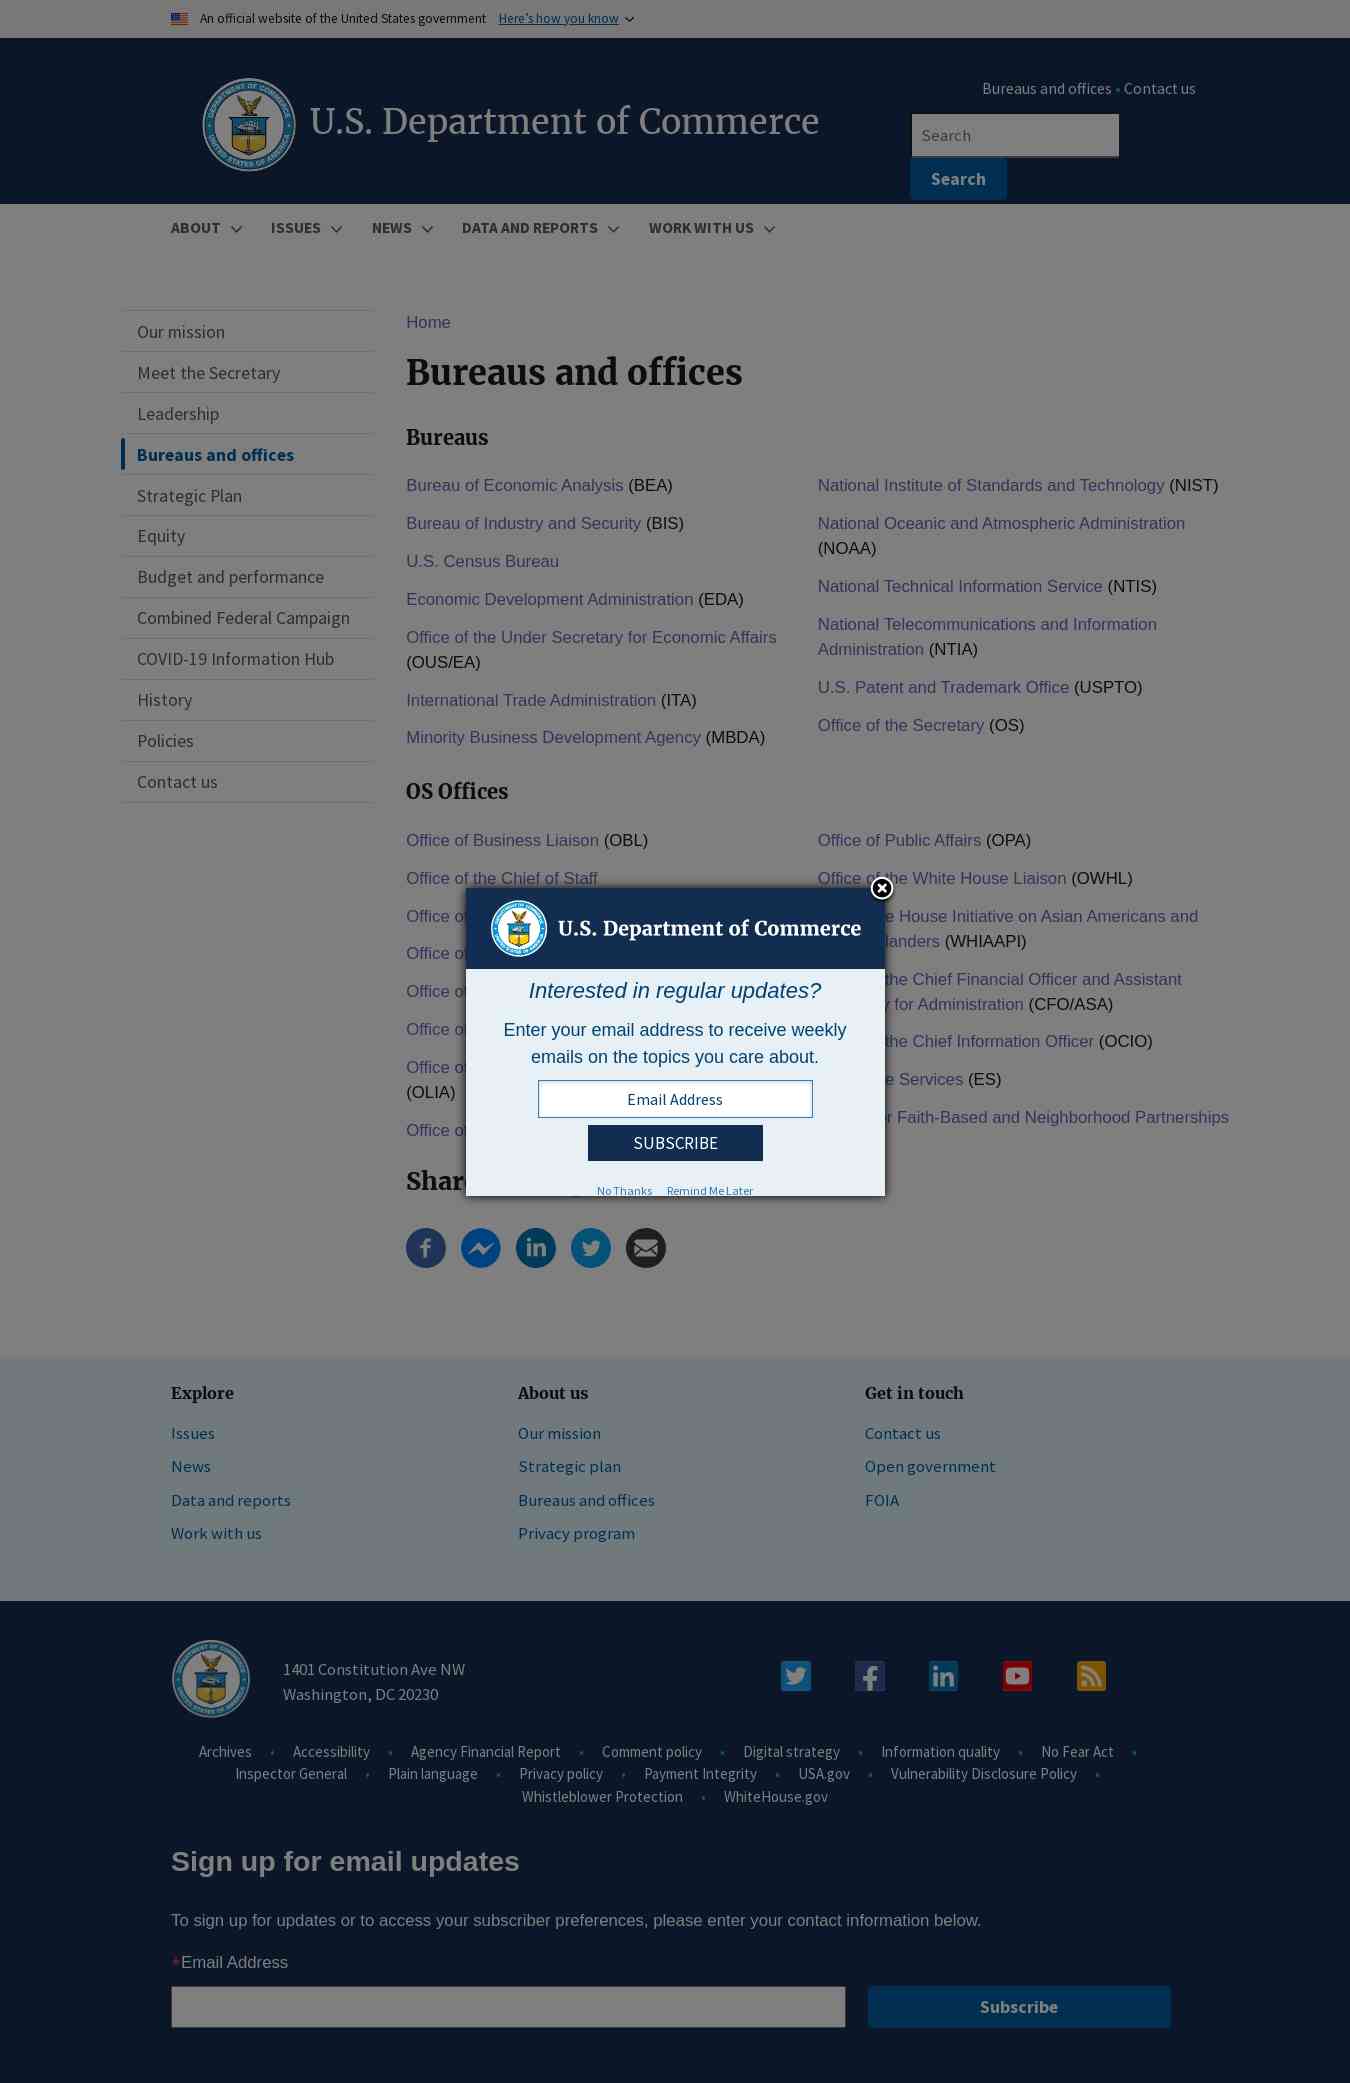 An official website of the United States government Here's how you know
Bureaus and offices • Contact us
U.S. Department of Commerce
Search
Search
ABOUT ISSUES NEWS DATA AND REPORTS WORK WITH US
Our mission
Meet the Secretary
Leadership
Bureaus and offices
Strategic Plan
Equity
Budget and performance
Combined Federal Campaign
COVID-19 Information Hub
History
Policies
Contact us
Home
Bureaus and offices
Bureaus
Bureau of Economic Analysis (BEA)
Bureau of Industry and Security (BIS)
U.S. Census Bureau
Economic Development Administration (EDA)
Office of the Under Secretary for Economic Affairs
(OUS/EA)
International Trade Administration (ITA)
Minority Business Development Agency (MBDA)
National Institute of Standards and Technology (NIST)
National Oceanic and Atmospheric Administration
(NOAA)
National Technical Information Service (NTIS)
National Telecommunications and Information
Administration (NTIA)
U.S. Patent and Trademark Office (USPTO)
Office of the Secretary (OS)
OS Offices
Office of Business Liaison (OBL)
Office of the Chief of Staff
Office
Office
Office
Office
Office
(OLIA)
Office
Office of Public Affairs (OPA)
Office of the White House Liaison (OWHL)
House Initiative on Asian Americans and
(WHIAAPI)
the Chief Financial Officer and Assistant
for Administration (CFO/ASA)
the Chief Information Officer (OCIO)
Services (ES)
Faith-Based and Neighborhood Partnerships
U.S. Department of Commerce
Interested in regular updates?
Enter your email address to receive weekly
emails on the topics you care about.
Email Address
SUBSCRIBE
No Thanks Remind Me Later
Explore
Issues
News
Data and reports
Work with us
About us
Our mission
Strategic plan
Bureaus and offices
Privacy program
Get in touch
Contact us
Open government
FOIA
1401 Constitution Ave NW
Washington, DC 20230
Archives • Accessibility • Agency Financial Report • Comment policy • Digital strategy • Information quality • No Fear Act •
Inspector General • Plain language • Privacy policy • Payment Integrity • USA.gov • Vulnerability Disclosure Policy •
Whistleblower Protection • WhiteHouse.gov
Sign up for email updates
To sign up for updates or to access your subscriber preferences, please enter your contact information below.
*Email Address
Subscribe